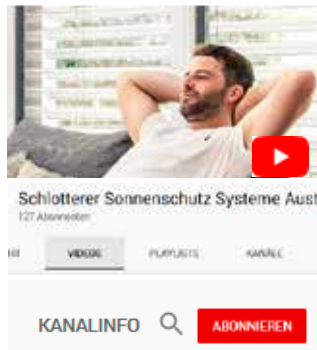 Schlotterer Sonnenschutz Systeme Aust
127 Abonnenten
VIDEOS PLAYLISTS KANÄLE
KANALINFO ABONNIEREN